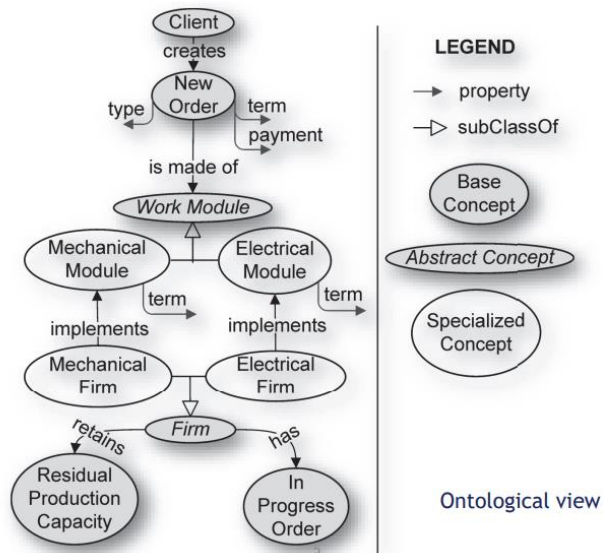 Client
creates
New
Order
type
term
payment
is made of
Work Module
Mechanical
Module
Electrical
Module
term
term
implements
implements
Mechanical
Firm
Electrical
Firm
Firm
retains
has
Residual
Production
Capacity
In
Progress
Order
LEGEND
property
subClassOf
Base
Concept
Abstract Concept
Specialized
Concept
Ontological view